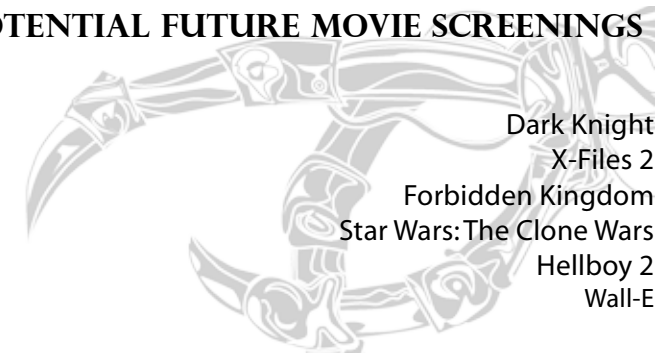 OTENTIAL FUTURE MOVIE SCREENINGS
Dark Knight
X-Files 2
Forbidden Kingdom
Star Wars: The Clone Wars
Hellboy 2
Wall-E